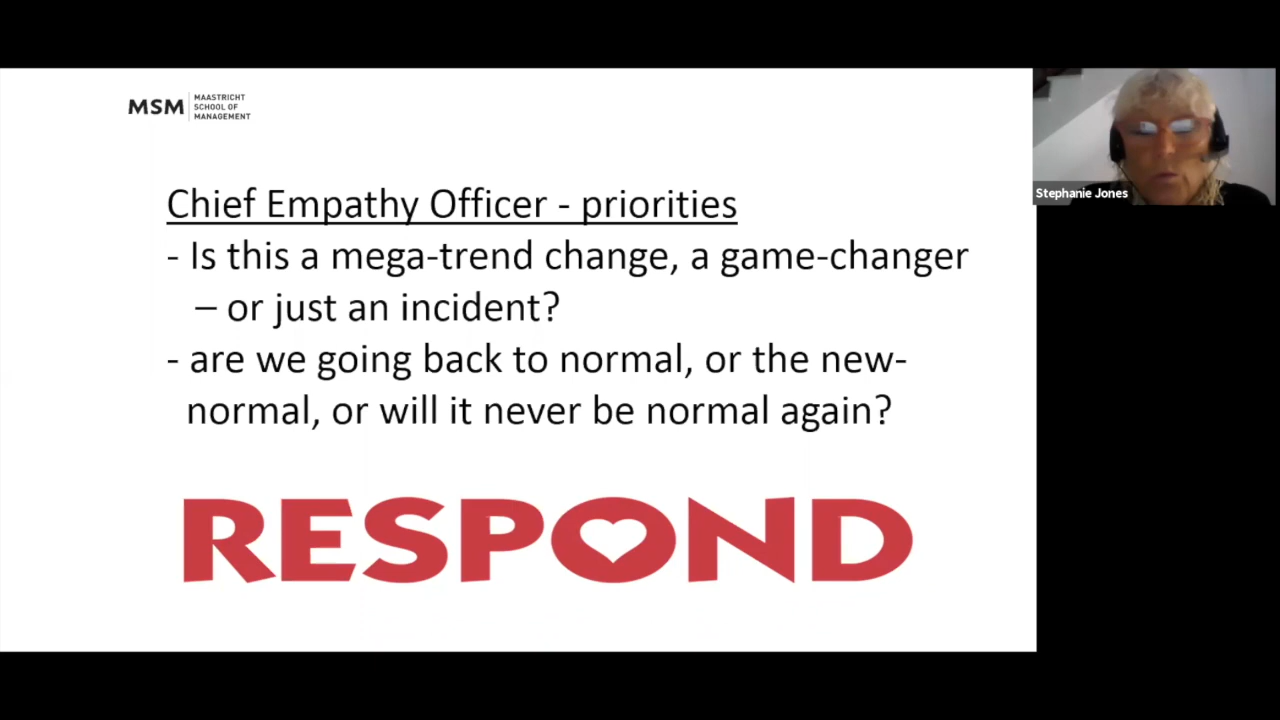 MSM
MAASTRICHT
SCHOOL OF
MANAGEMENT
Stephanie Jones
Chief Empathy Officer - priorities
- Is this a mega-trend change, a game-changer
– or just an incident?
- are we going back to normal, or the new-
normal, or will it never be normal again?
RESPOND